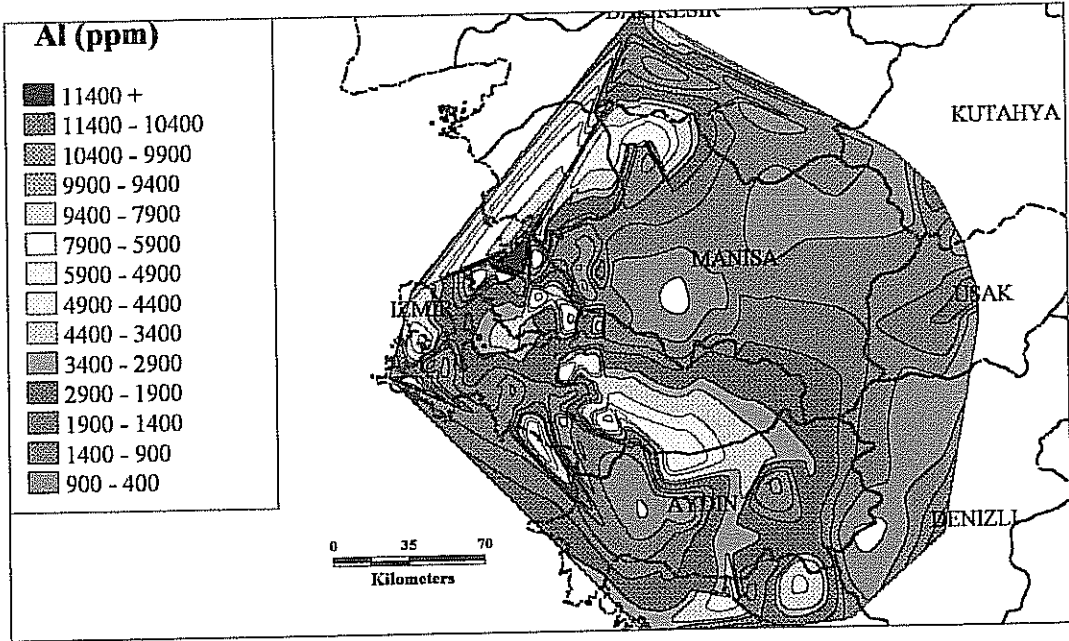 Al (ppm)
11400 +
11400 - 10400
10400 - 9900
9900 - 9400
9400 - 7900
7900 - 5900
5900 - 4900
4900 - 4400
4400 - 3400
3400 - 2900
2900 - 1900
1900 - 1400
1400 - 900
900 - 400
BALIKESIR
KUTAHYA
MANISA
USAK
IZMIR
AYDIN
DENIZLI
0 35 70
Kilometers